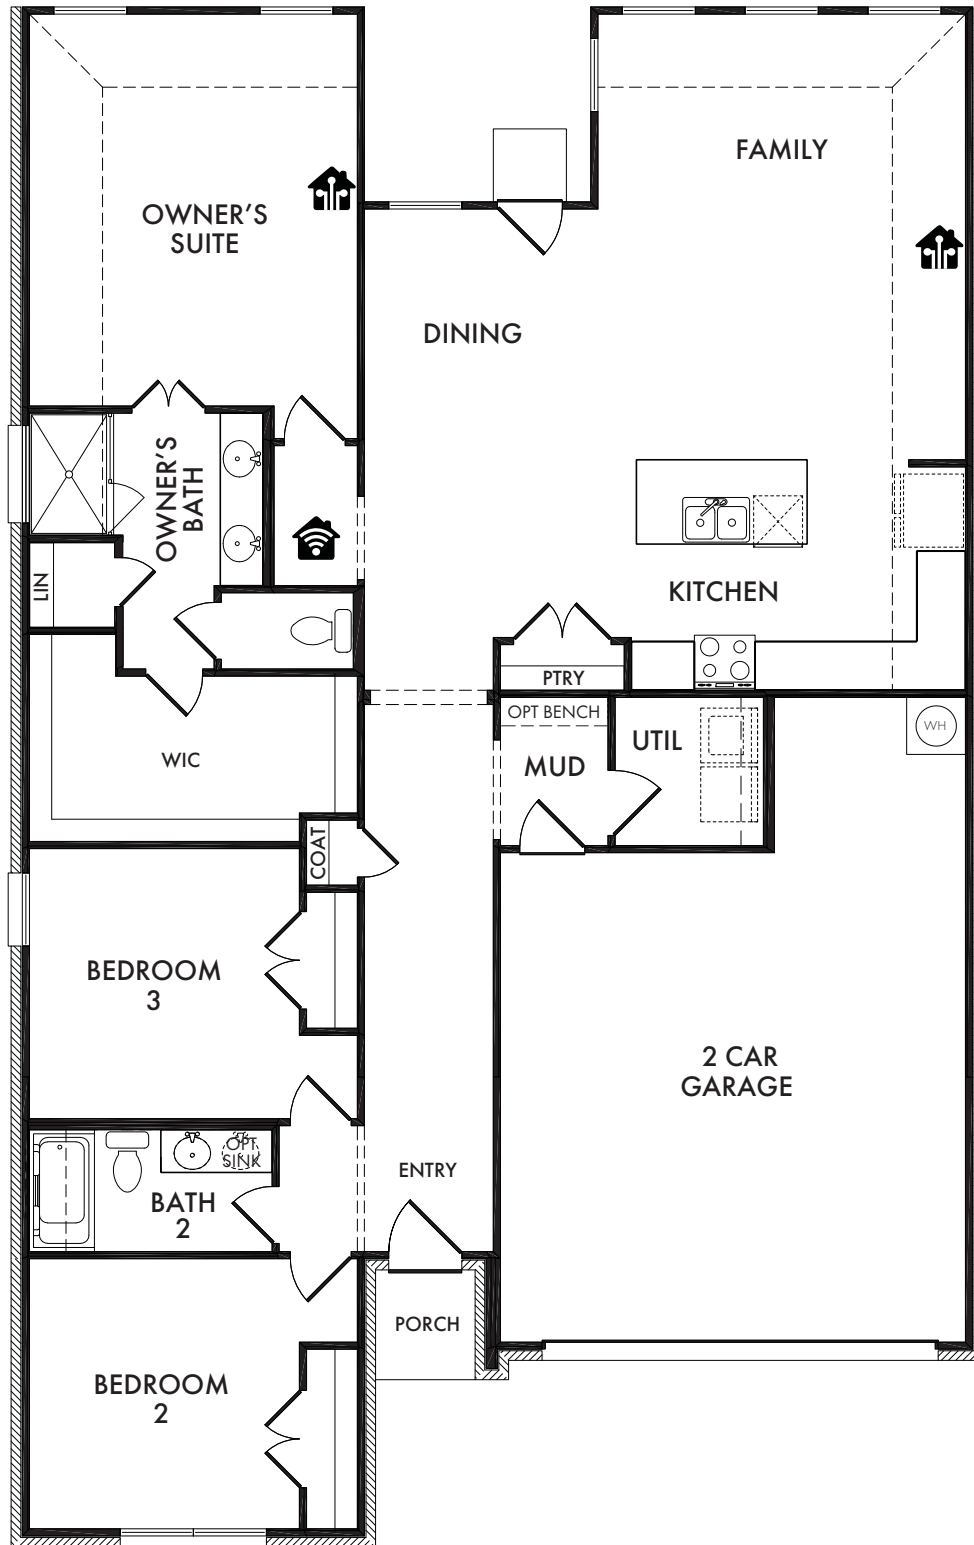 FAMILY
OWNER'S
SUITE
DINING
OWNER'S
BATH
LIN
KITCHEN
PTRY
OPT BENCH
WH
UTIL
MUD
WIC
COAT
BEDROOM
3
2 CAR
GARAGE
OPT
SINK
ENTRY
BATH
2
PORCH
BEDROOM
2